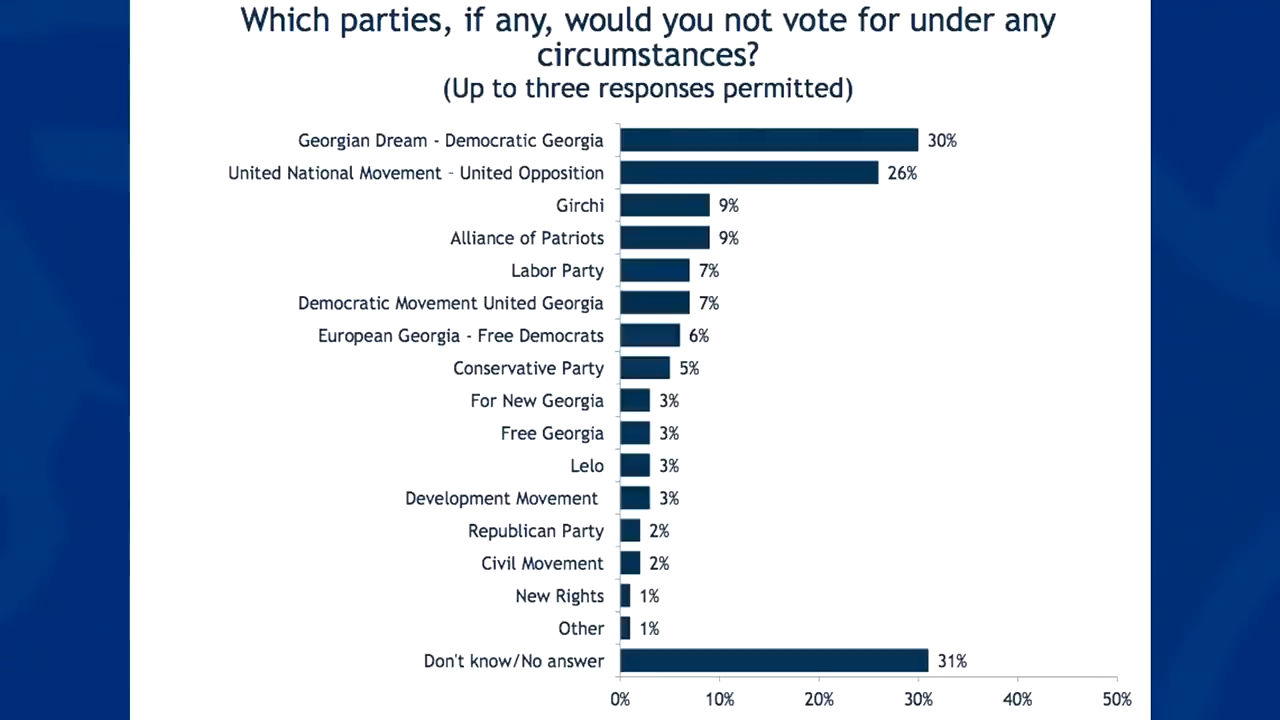 Which parties, if any, would you not vote for under any
circumstances?
(Up to three responses permitted)
Georgian Dream - Democratic Georgia 30%
United National Movement - United Opposition 26%
Girchi 9%
Alliance of Patriots 9%
Labor Party 7%
Democratic Movement United Georgia 7%
European Georgia - Free Democrats 6%
Conservative Party 5%
For New Georgia 3%
Free Georgia 3%
Lelo 3%
Development Movement 3%
Republican Party 2%
Civil Movement 2%
New Rights 1%
Other 1%
Don't know/No answer 31%
0% 10% 20% 30% 40% 50%